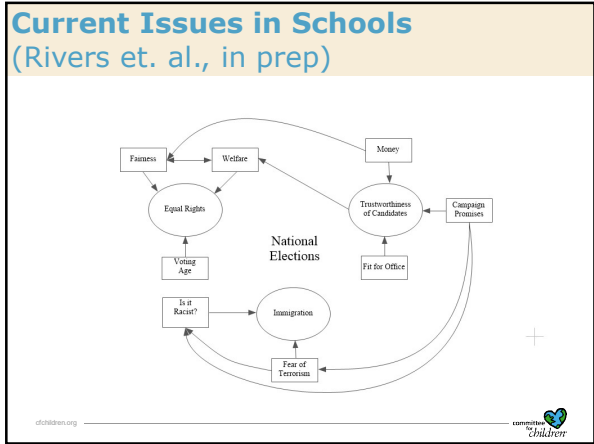 Current Issues in Schools
(Rivers et. al., in prep)
Money
Fairness
Welfare
Equal Rights
Trustworthiness
of Candidates
Campaign
Promises
National
Elections
Voting
Age
Fit for Office
Is it
Racist?
Immigration
Fear of
Terrorism
cfchildren.org
committee
for
children